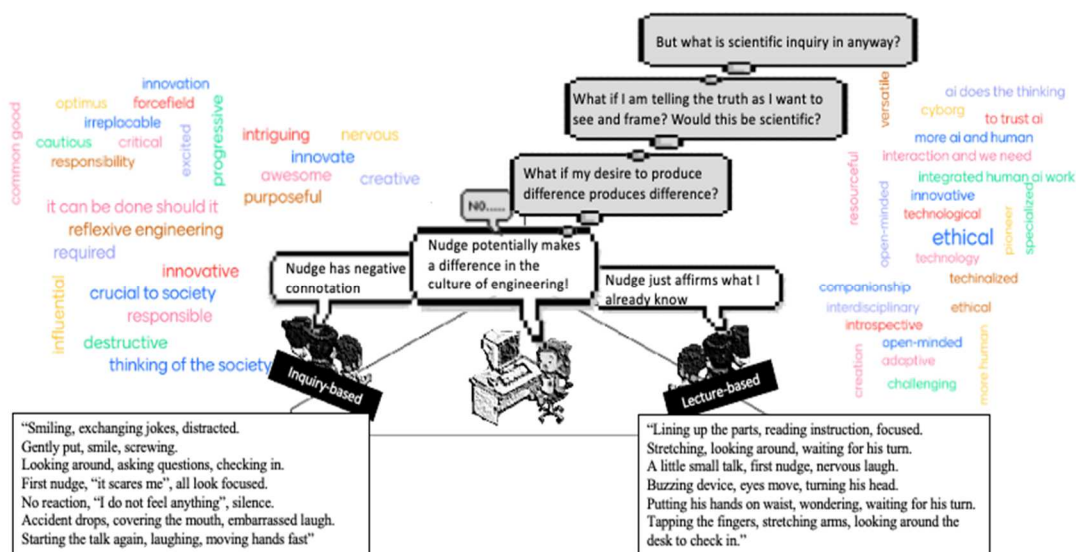 But what is scientific inquiry in anyway?
What if I am telling the truth as I want to
see and frame? Would this be scientific?
What if my desire to produce
difference produces difference?
NO.....
Nudge potentially makes
a difference in the
culture of engineering!
Nudge has negative
connotation
Nudge just affirms what I
already know
innovation
optimus
forcefield
irreplacable
cautious
critical
responsibility
common good
excited
progressive
intriguing
nervous
innovate
awesome
creative
purposeful
it can be done should it
reflexive engineering
required
innovative
influential
crucial to society
responsible
destructive
thinking of the society
versatile
ai does the thinking
cyborg
to trust ai
more ai and human
resourceful
interaction and we need
integrated human ai work
open-minded
innovative
technological
pioneer
specialized
ethical
technology
techinalized
companionship
interdisciplinary
ethical
introspective
open-minded
creation
adaptive
more human
challenging
Inquiry-based
Lecture-based
“Smiling, exchanging jokes, distracted.
Gently put, smile, screwing.
Looking around, asking questions, checking in.
First nudge, “it scares me”, all look focused.
No reaction, “I do not feel anything”, silence.
Accident drops, covering the mouth, embarrassed laugh.
Starting the talk again, laughing, moving hands fast”
“Lining up the parts, reading instruction, focused.
Stretching, looking around, waiting for his turn.
A little small talk, first nudge, nervous laugh.
Buzzing device, eyes move, turning his head.
Putting his hands on waist, wondering, waiting for his turn.
Tapping the fingers, stretching arms, looking around the
desk to check in.”